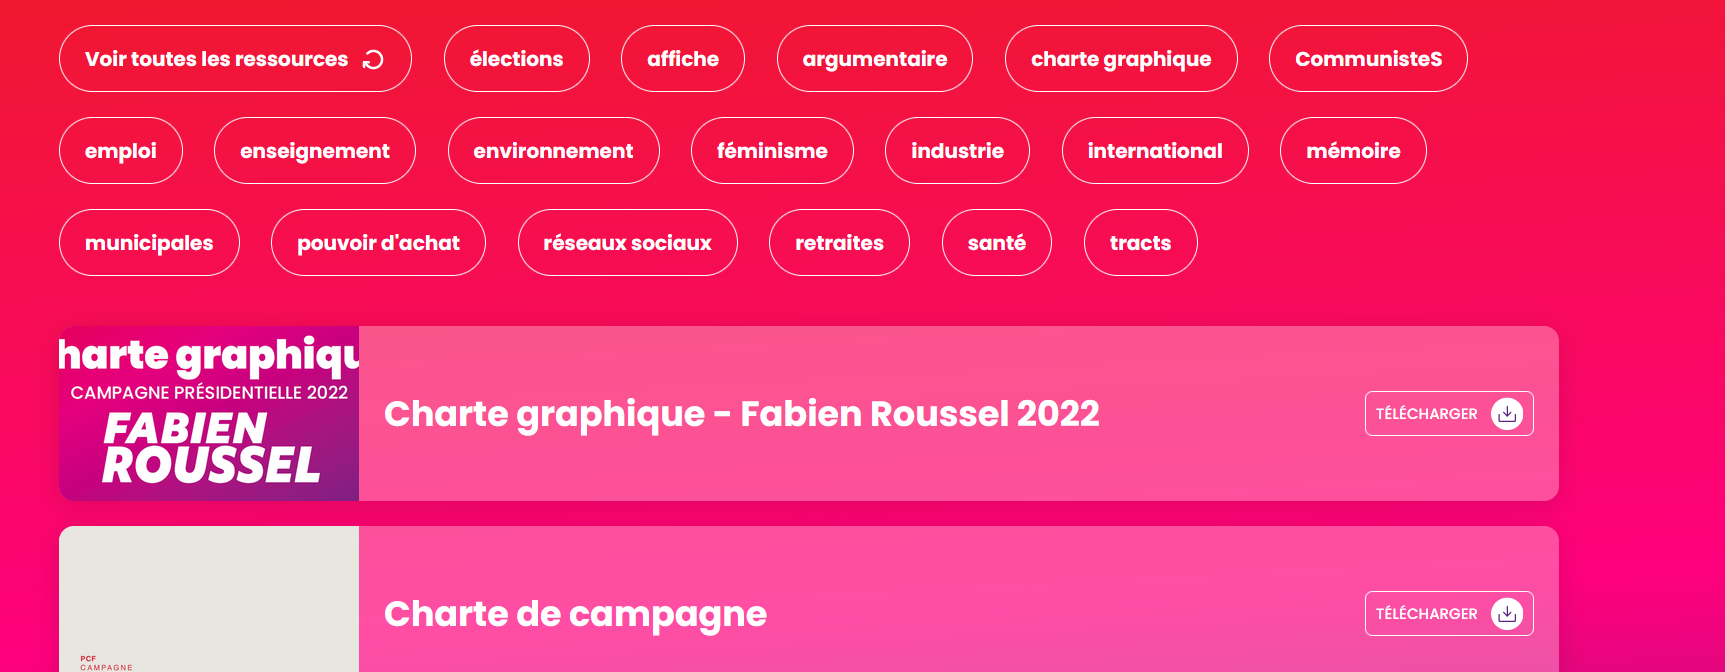 Voir toutes les ressources
élections
affiche
argumentaire
charte graphique
CommunisteS
emploi
enseignement
environnement
féminisme
industrie
international
mémoire
municipales
pouvoir d'achat
réseaux sociaux
retraites
santé
tracts
harte graphiqu
CAMPAGNE PRÉSIDENTIELLE 2022
FABIEN
ROUSSEL
Charte graphique - Fabien Roussel 2022
TÉLÉCHARGER
Charte de campagne
TÉLÉCHARGER
PCF
CAMPAGNE